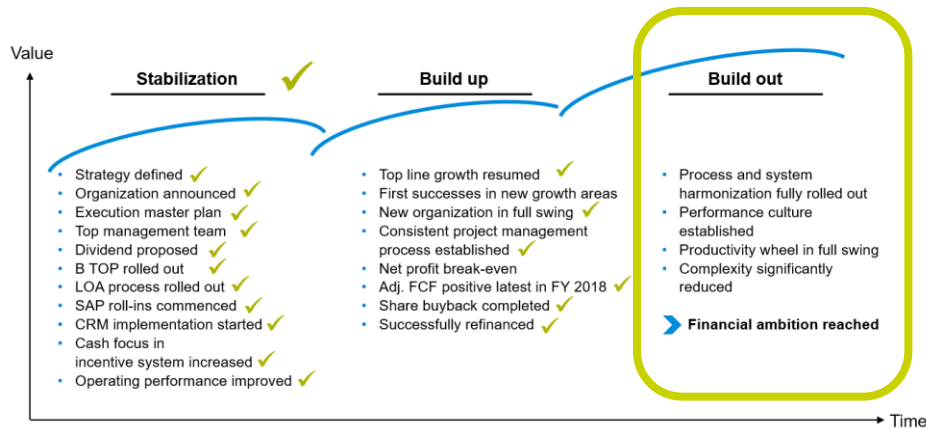 Value
Stabilization
Strategy defined
Organization announced
Execution master plan
Top management team
Dividend proposed
B TOP rolled out
LOA process rolled out
SAP roll-ins commenced
CRM implementation started
Cash focus in
incentive system increased
Operating performance improved
Build up
Top line growth resumed
First successes in new growth areas
New organization in full swing
Consistent project management
process established
Net profit break-even
Adj. FCF positive latest in FY 2018
Share buyback completed
Successfully refinanced
Build out
Process and system
harmonization fully rolled out
Performance culture
established
Productivity wheel in full swing
Complexity significantly
reduced
Financial ambition reached
Time